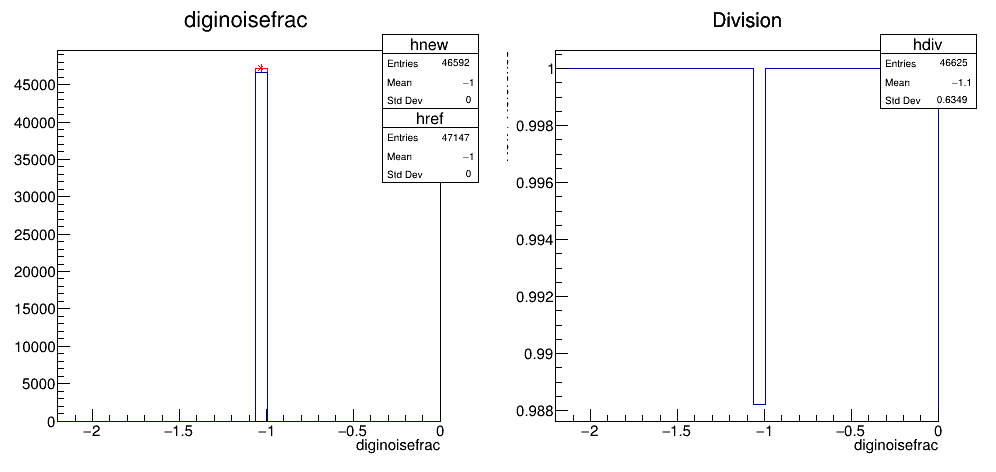 diginoisefrac
hnew
Entries 46592
Mean −1
Std Dev 0
href
Entries 47147
Mean −1
Std Dev 0
45000
40000
35000
30000
25000
20000
15000
10000
5000
0
−2 −1.5 −1 −0.5 0
diginoisefrac
Division
hdiv
Entries 46625
Mean −1.1
Std Dev 0.6349
1
0.998
0.996
0.994
0.992
0.99
0.988
−2 −1.5 −1 −0.5 0
diginoisefrac